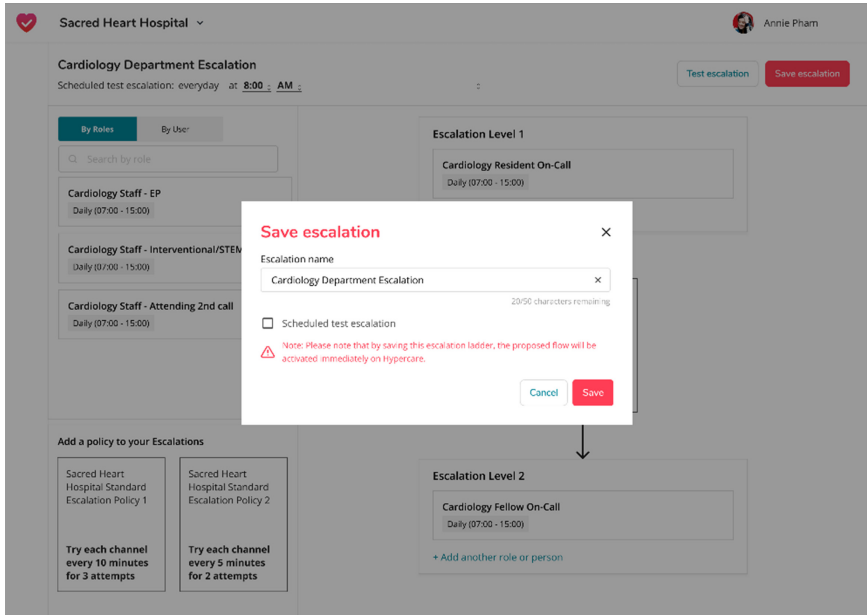 Sacred Heart Hospital
Annie Pham
Cardiology Department Escalation
Scheduled test escalation: everyday at 8:00 AM
Test escalation
Save escalation
By Roles
By User
Search by role
Cardiology Staff - EP
Daily (07:00 - 15:00)
Cardiology Staff - Interventional/STEM
Daily (07:00 - 15:00)
Cardiology Staff - Attending 2nd call
Daily (07:00 - 15:00)
Escalation Level 1
Cardiology Resident On-Call
Daily (07:00 - 15:00)
Save escalation
Escalation name
Cardiology Department Escalation
20/50 characters remaining
Scheduled test escalation
Note: Please note that by saving this escalation ladder, the proposed flow will be
activated immediately on Hypercare.
Cancel
Save
Add a policy to your Escalations
Sacred Heart
Hospital Standard
Escalation Policy 1
Try each channel
every 10 minutes
for 3 attempts
Sacred Heart
Hospital Standard
Escalation Policy 2
Try each channel
every 5 minutes
for 2 attempts
Escalation Level 2
Cardiology Fellow On-Call
Daily (07:00 - 15:00)
+ Add another role or person